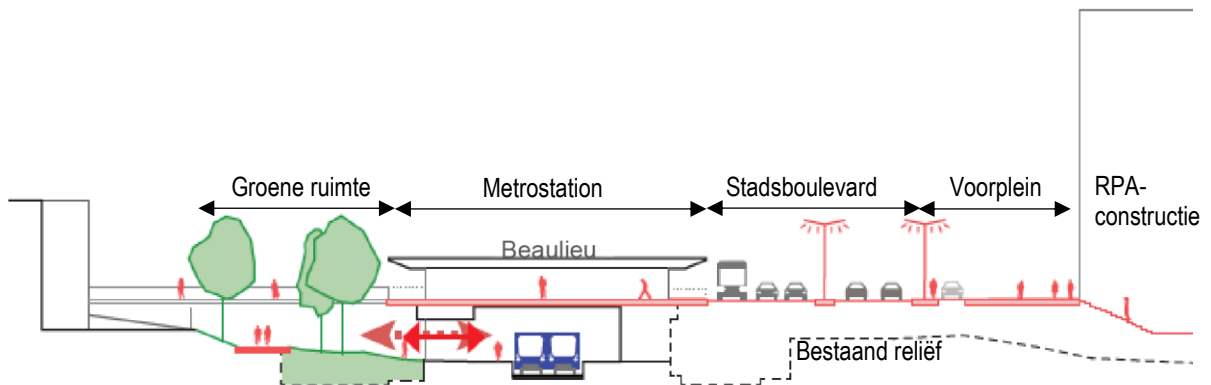 Groene ruimte
Metrostation
Stadsboulevard
Voorplein
RPA-
constructie
Beaulieu
Bestaand reliëf